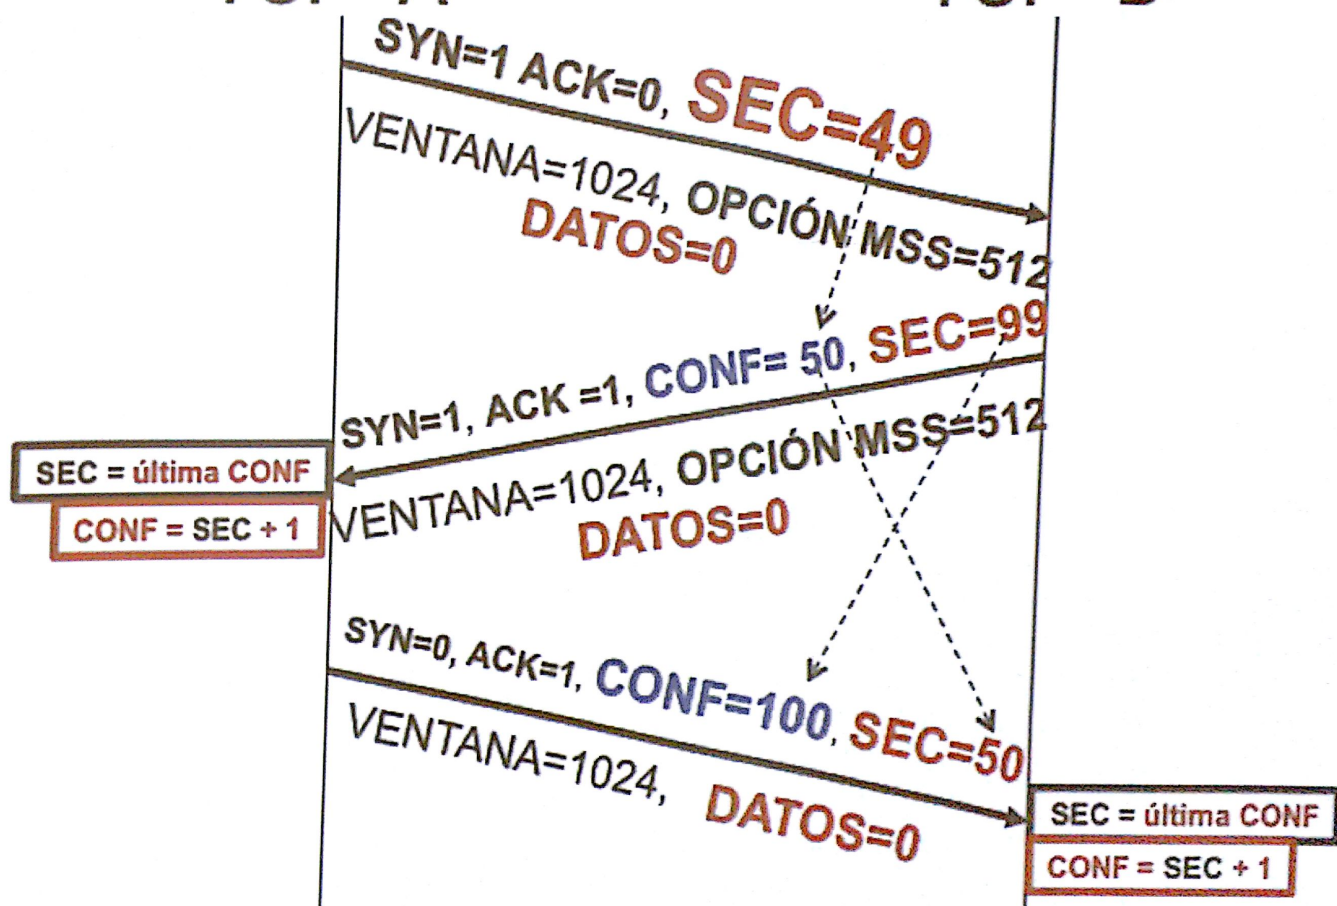 SYN=1 ACK=0, SEC=49
VENTANA=1024, OPCIÓN MSS=512
DATOS=0
SYN=1, ACK =1, CONF= 50, SEC=99
VENTANA=1024, OPCIÓN MSS=512
DATOS=0
SEC = última CONF
CONF = SEC + 1
SYN=0, ACK=1, CONF=100, SEC=50
VENTANA=1024, DATOS=0
SEC = última CONF
CONF = SEC + 1